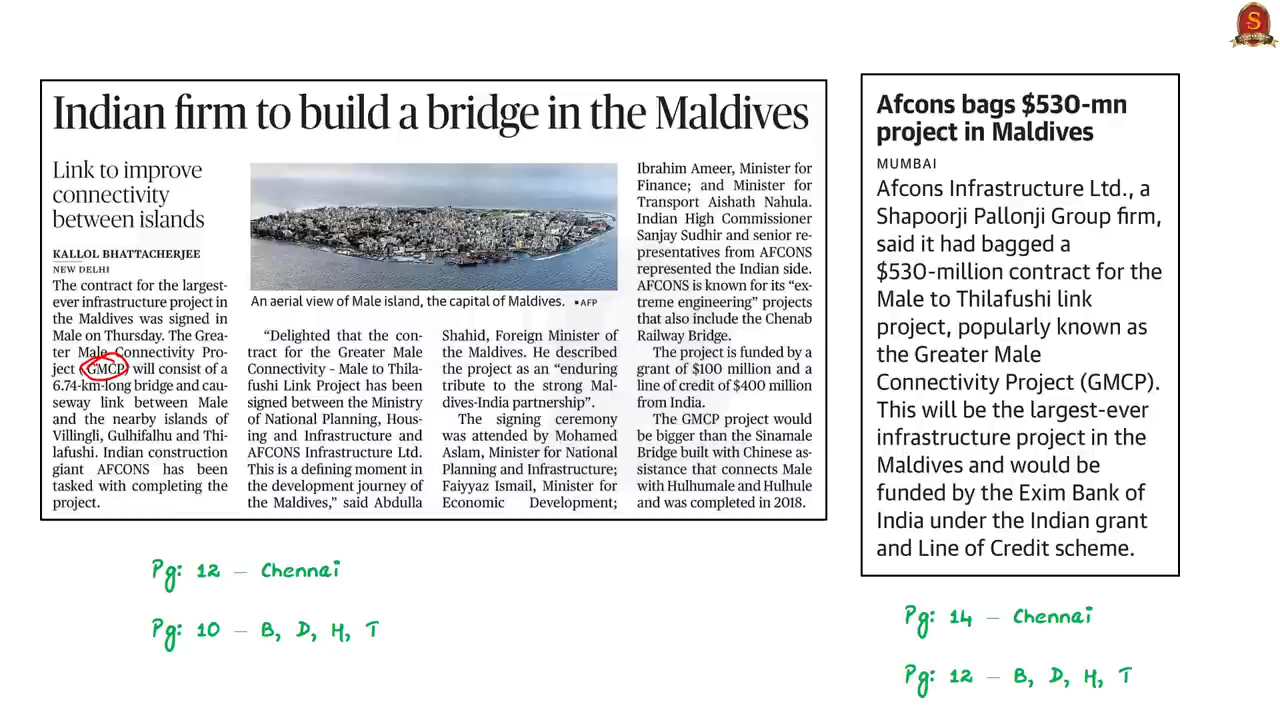 Indian firm to build a bridge in the Maldives
Link to improve
connectivity
between islands
KALLOL BHATTACHERJEE
NEW DELHI
The contract for the largest-
ever infrastructure project in
the Maldives was signed in
Male on Thursday. The Grea-
ter Male Connectivity Pro-
ject (GMCP) will consist of a
6.74-km-long bridge and cau-
seway link between Male
and the nearby islands of
Villingli, Gulhifalhu and Thi-
lafushi. Indian construction
giant AFCONS has been
tasked with completing the
project.
An aerial view of Male island, the capital of Maldives. ▪AFP
“Delighted that the con-
tract for the Greater Male
Connectivity - Male to Thila-
fushi Link Project has been
signed between the Ministry
of National Planning, Hous-
ing and Infrastructure and
AFCONS Infrastructure Ltd.
This is a defining moment in
the development journey of
the Maldives,” said Abdulla
Shahid, Foreign Minister of
the Maldives. He described
the project as an “enduring
tribute to the strong Mal-
dives-India partnership”.
The signing ceremony
was attended by Mohamed
Aslam, Minister for National
Planning and Infrastructure;
Faiyyaz Ismail, Minister for
Economic Development;
Ibrahim Ameer, Minister for
Finance; and Minister for
Transport Aishath Nahula.
Indian High Commissioner
Sanjay Sudhir and senior re-
presentatives from AFCONS
represented the Indian side.
AFCONS is known for its “ex-
treme engineering” projects
that also include the Chenab
Railway Bridge.
The project is funded by a
grant of $100 million and a
line of credit of $400 million
from India.
The GMCP project would
be bigger than the Sinamale
Bridge built with Chinese as-
sistance that connects Male
with Hulhumale and Hulhule
and was completed in 2018.
Pg: 12 – Chennai
Pg: 10 – B, D, H, T
Afcons bags $530-mn
project in Maldives
MUMBAI
Afcons Infrastructure Ltd., a
Shapoorji Pallonji Group firm,
said it had bagged a
$530-million contract for the
Male to Thilafushi link
project, popularly known as
the Greater Male
Connectivity Project (GMCP).
This will be the largest-ever
infrastructure project in the
Maldives and would be
funded by the Exim Bank of
India under the Indian grant
and Line of Credit scheme.
Pg: 14 – Chennai
Pg: 12 – B, D, H, T